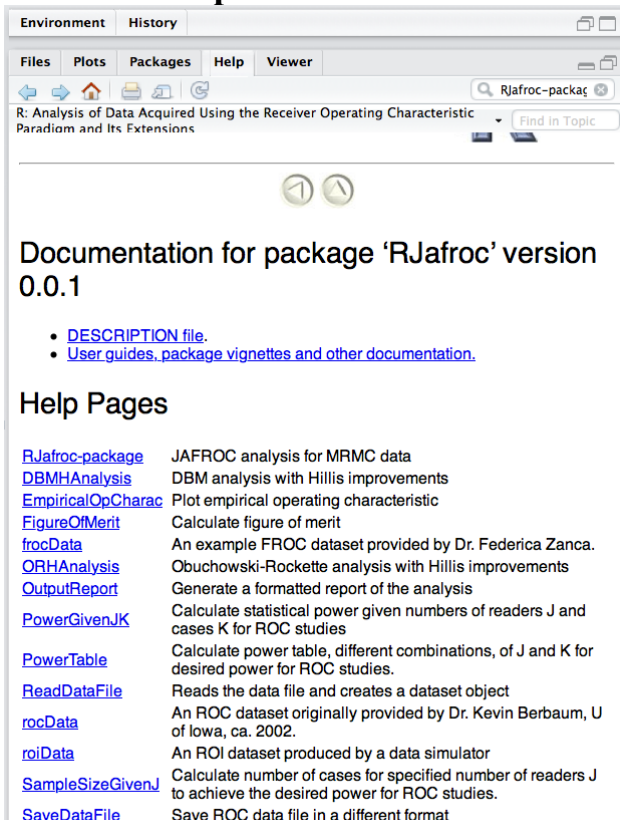 Environment History
Files Plots Packages Help Viewer
RJafroc-packag
R: Analysis of Data Acquired Using the Receiver Operating Characteristic
Paradigm and Its Extensions
Find in Topic
Documentation for package ‘RJafroc’ version
0.0.1
• DESCRIPTION file.
• User guides, package vignettes and other documentation.
Help Pages
RJafroc-package JAFROC analysis for MRMC data
DBMHAnalysis DBM analysis with Hillis improvements
EmpiricalOpCharac Plot empirical operating characteristic
FigureOfMerit Calculate figure of merit
frocData An example FROC dataset provided by Dr. Federica Zanca.
ORHAnalysis Obuchowski-Rockette analysis with Hillis improvements
OutputReport Generate a formatted report of the analysis
PowerGivenJK Calculate statistical power given numbers of readers J and
cases K for ROC studies
PowerTable Calculate power table, different combinations, of J and K for
desired power for ROC studies.
ReadDataFile Reads the data file and creates a dataset object
rocData An ROC dataset originally provided by Dr. Kevin Berbaum, U
of Iowa, ca. 2002.
roiData An ROI dataset produced by a data simulator
SampleSizeGivenJ Calculate number of cases for specified number of readers J
to achieve the desired power for ROC studies.
SaveDataFile Save ROC data file in a different format